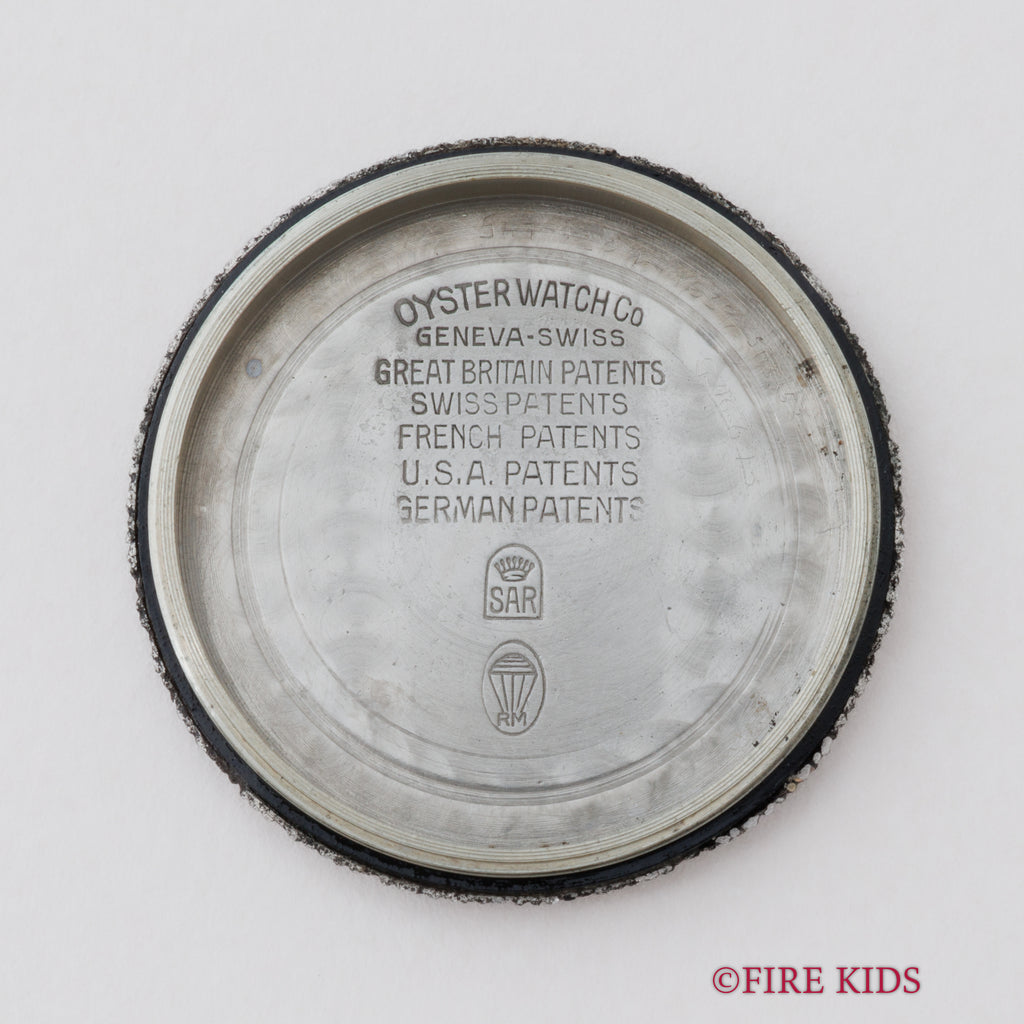 OYSTER WATCH Co
GENEVA-SWISS
GREAT BRITAIN PATENTS
SWISS PATENTS
FRENCH PATENTS
U.S.A. PATENTS
GERMAN PATENTS
SAR
RM
©FIRE KIDS